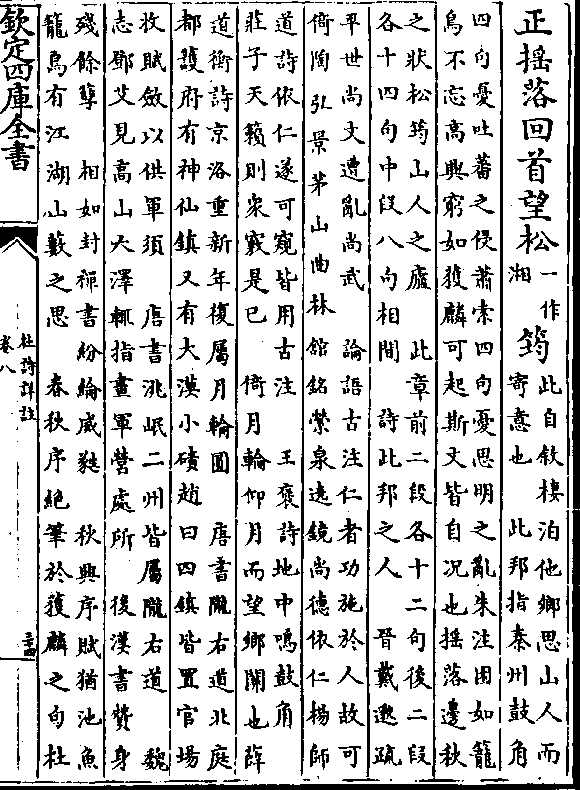 正揺落回首望松一作湘筠此自敘棲泊他鄉思山人而
寄意也 此邦指秦州鼓角
四句憂吐蕃之侵蕭索四句憂思明之亂朱注困如籠
鳥不忘高興窮如獲麟可起斯文皆自况也揺落邊秋
之狀松筠山人之廬 此章前二段各十二句後二段
各十四句中段八句相間 詩此邦之人 晉戴邈疏
平世尚文遭亂尚武 論語古注仁者功施於人故可
倚陶弘景茅山曲林館銘縈泉逺鏡尚德依仁楊師
道詩依仁遂可窺皆用古注 王褒詩地中鳴鼓角
莊子天籟則衆竅是已 倚月輪仰月而望鄉關也薛
道衡詩京洛重新年復屬月輪圓 唐書隴右道北庭
都護府有神仙鎮又有大漠小磧趙曰四鎮皆置官場
收賦斂以供軍須 唐書洮岷二州皆屬隴右道 魏
志鄧艾見高山大澤輒指畫軍營處所 後漢書賛身
殘餘孽 相如封禪書紛綸威蕤 秋興序賦猶池魚
籠鳥有江湖山藪之思 春秋序絶筆於獲麟之句杜
欽定四庫全書
杜詩詳註
卷八